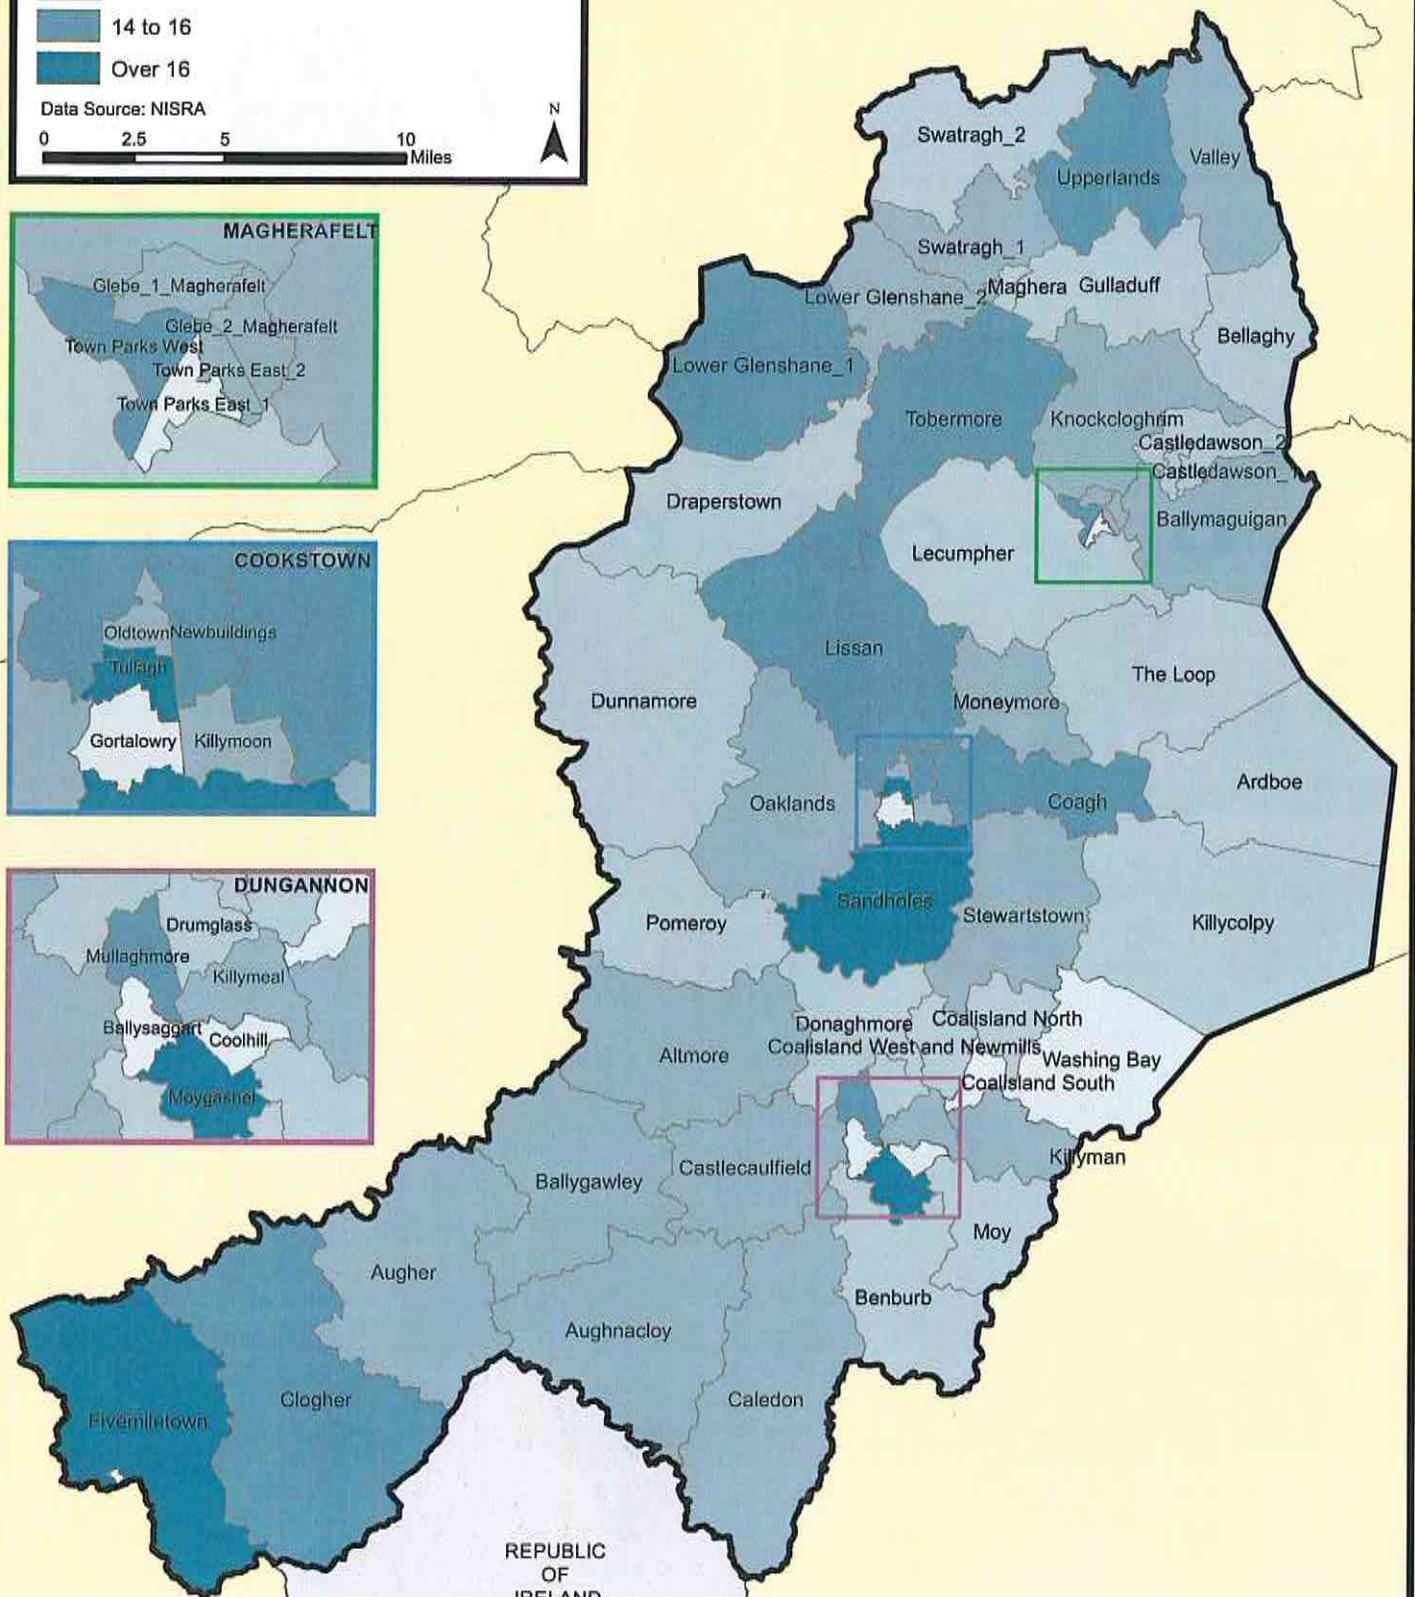 14 to 16
Over 16
Data Source: NISRA
N
0 2.5 5 10
Miles
MAGHERAFELT
Glebe_1_Magherafelt
Glebe_2_Magherafelt
Town Parks West
Town Parks East_2
Town Parks East_1
COOKSTOWN
Oldtown
Newbuildings
Tullagh
Gortalowry
Killymoon
DUNGANNON
Drumglass
Mullaghmore
Killymeal
Ballysaggart
Coolhill
Moygashel
Swatragh_2
Upperlands
Valley
Swatragh_1
Lower Glenshane_2
Maghera
Gulladuff
Bellaghy
Lower Glenshane_1
Tobermore
Knockcloghrim
Castledawson_2
Castledawson_1
Draperstown
Ballymaguigan
Lecumpher
Lissan
The Loop
Dunnamore
Moneymore
Ardboe
Oaklands
Coagh
Sandholes
Pomeroy
Stewartstown
Killycolpy
Donaghmore
Coalisland North
Coalisland West and Newmills
Altmore
Washing Bay
Coalisland South
Killyman
Castlecaulfield
Ballygawley
Moy
Augher
Benburb
Aughnacloy
Caledon
Clogher
Fivemiletown
REPUBLIC
OF
IRELAND